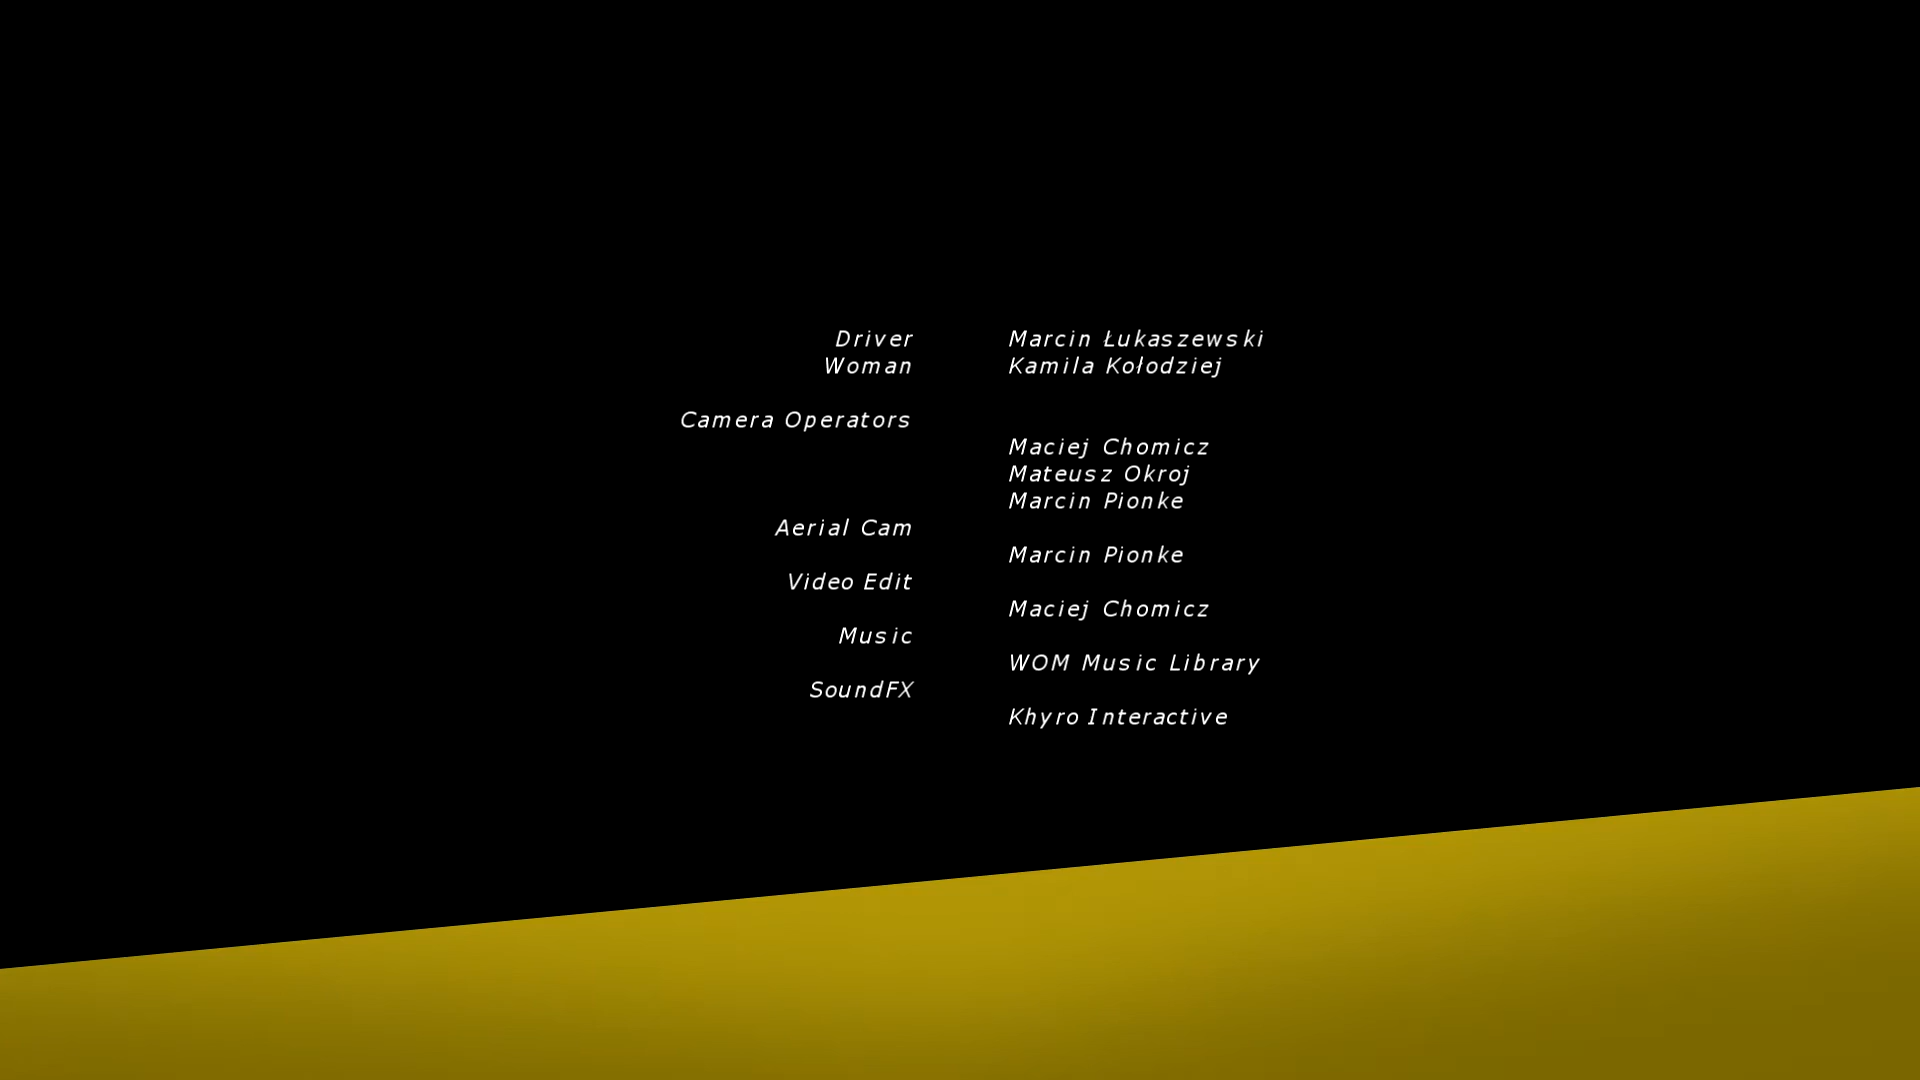 Driver Marcin Łukaszewski
Woman Kamila Kołodziej
Camera Operators
Maciej Chomicz
Mateusz Okroj
Marcin Pionke
Aerial Cam
Marcin Pionke
Video Edit
Maciej Chomicz
Music
WOM Music Library
SoundFX
Khyro Interactive